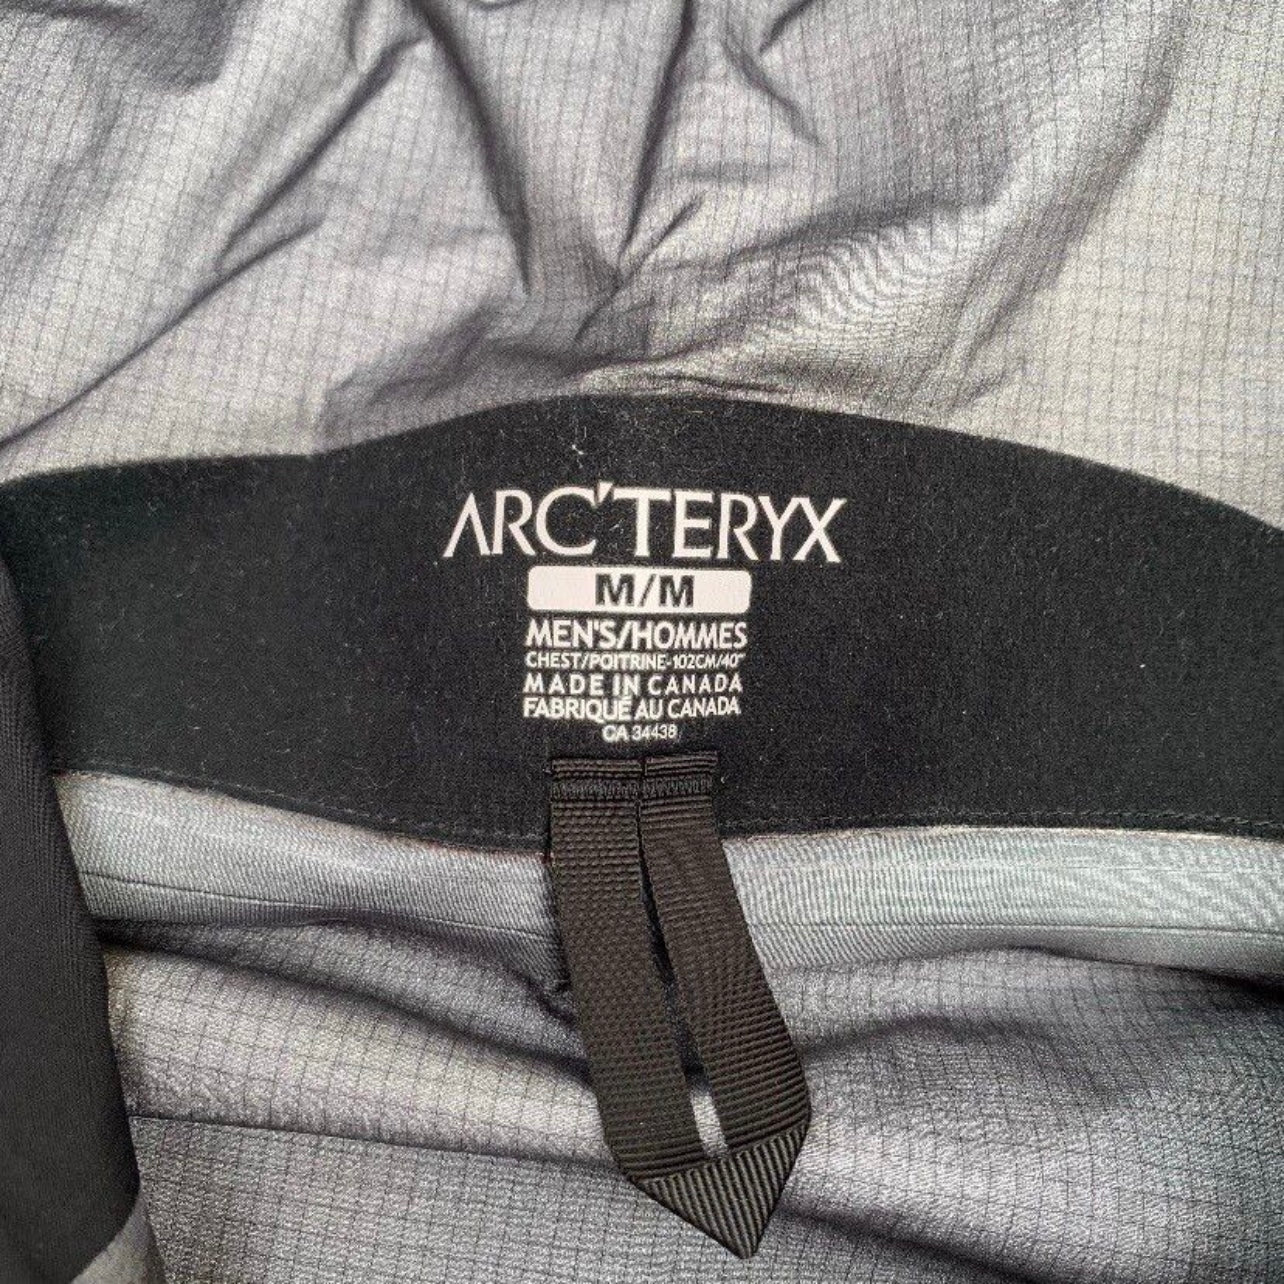 ARC'TERYX
M/M
MEN'S/HOMMES
CHEST/POITRINE-102CM/40"
MADE IN CANADA
FABRIQUÉ AU CANADA
CA 34438